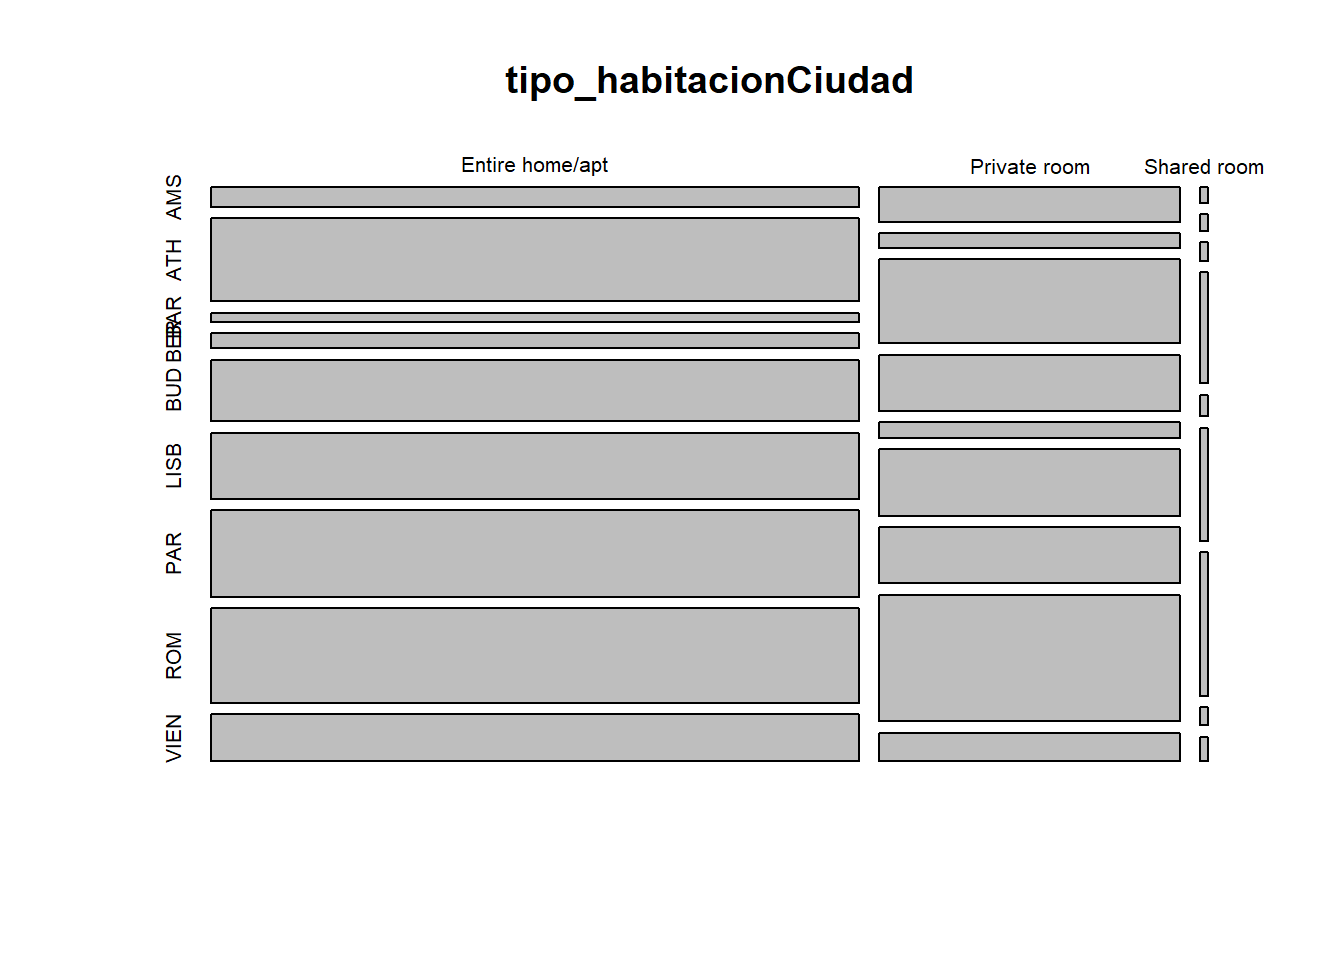 tipo_habitacionCiudad
Entire home/apt
Private room
Shared room
AMS
ATH
BAR
BER
BUD
LISB
PAR
ROM
VIEN